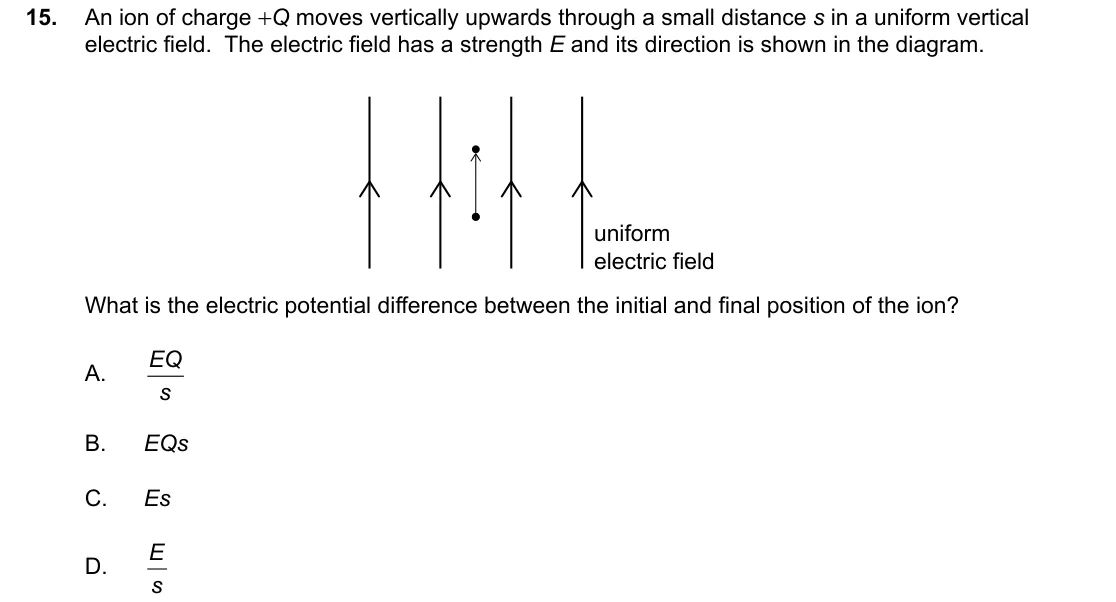 15. An ion of charge +Q moves vertically upwards through a small distance s in a uniform vertical
electric field. The electric field has a strength E and its direction is shown in the diagram.
uniform
electric field
What is the electric potential difference between the initial and final position of the ion?
A. EQ
s
B. EQs
C. Es
D. E
s